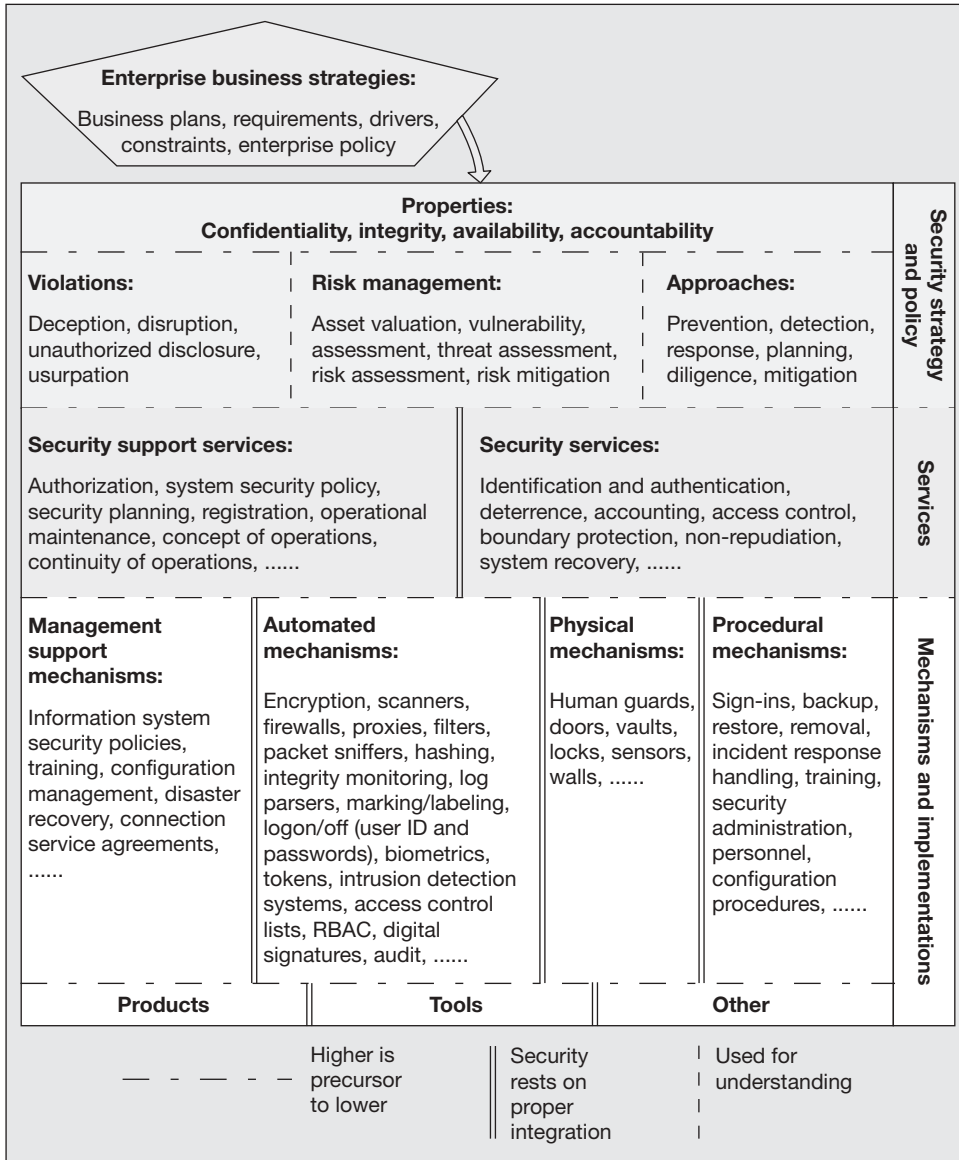 Enterprise business strategies:
Business plans, requirements, drivers,
constraints, enterprise policy
Properties:
Confidentiality, integrity, availability, accountability
Violations:
Deception, disruption,
unauthorized disclosure,
usurpation
Risk management:
Asset valuation, vulnerability,
assessment, threat assessment,
risk assessment, risk mitigation
Approaches:
Prevention, detection,
response, planning,
diligence, mitigation
Security strategy
and policy
Security support services:
Authorization, system security policy,
security planning, registration, operational
maintenance, concept of operations,
continuity of operations, ......
Security services:
Identification and authentication,
deterrence, accounting, access control,
boundary protection, non-repudiation,
system recovery, ......
Services
Management
support
mechanisms:
Information system
security policies,
training, configuration
management, disaster
recovery, connection
service agreements,
......
Automated
mechanisms:
Encryption, scanners,
firewalls, proxies, filters,
packet sniffers, hashing,
integrity monitoring, log
parsers, marking/labeling,
logon/off (user ID and
passwords), biometrics,
tokens, intrusion detection
systems, access control
lists, RBAC, digital
signatures, audit, ......
Physical
mechanisms:
Human guards,
doors, vaults,
locks, sensors,
walls, ......
Procedural
mechanisms:
Sign-ins, backup,
restore, removal,
incident response
handling, training,
security
administration,
personnel,
configuration
procedures, ......
Mechanisms and implementations
Products
Tools
Other
Higher is
precursor
to lower
Security
rests on
proper
integration
Used for
understanding